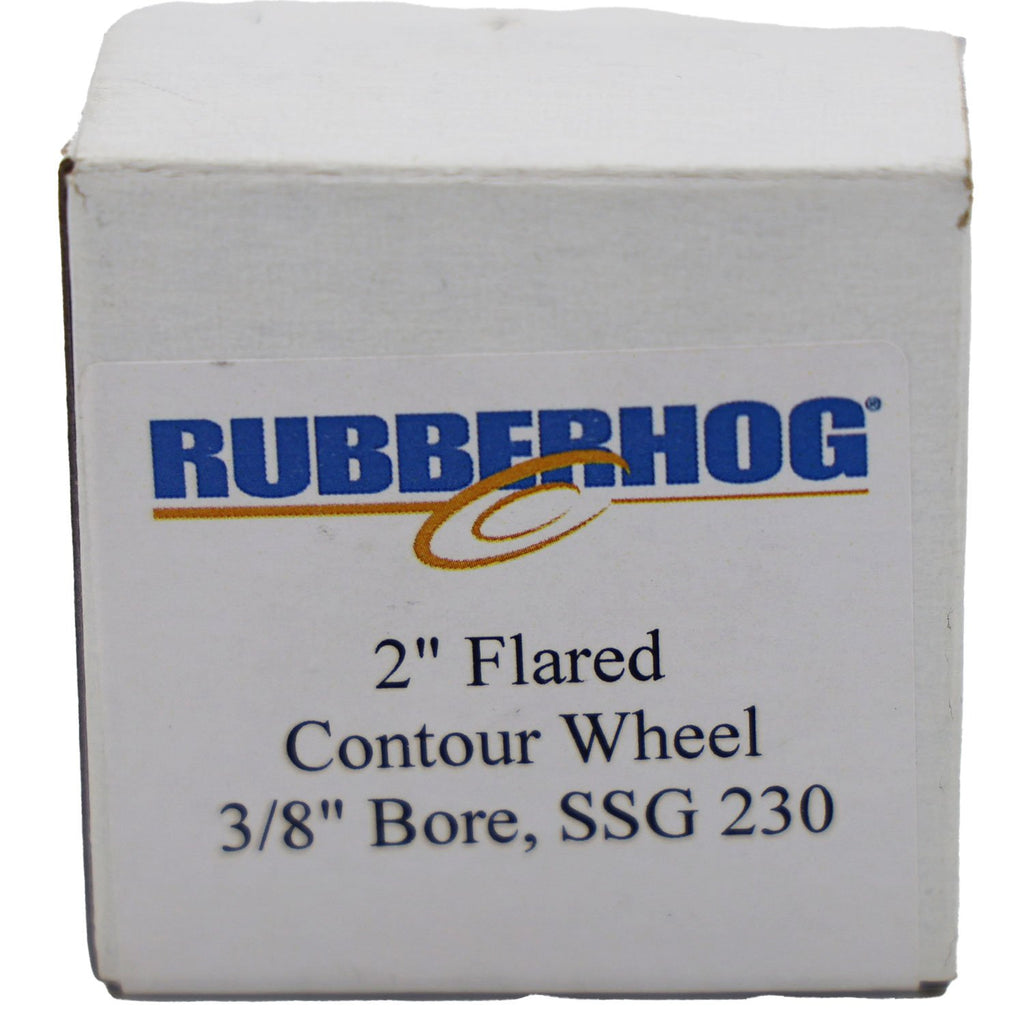 RUBBERHOG®
2" Flared
Contour Wheel
3/8" Bore, SSG 230